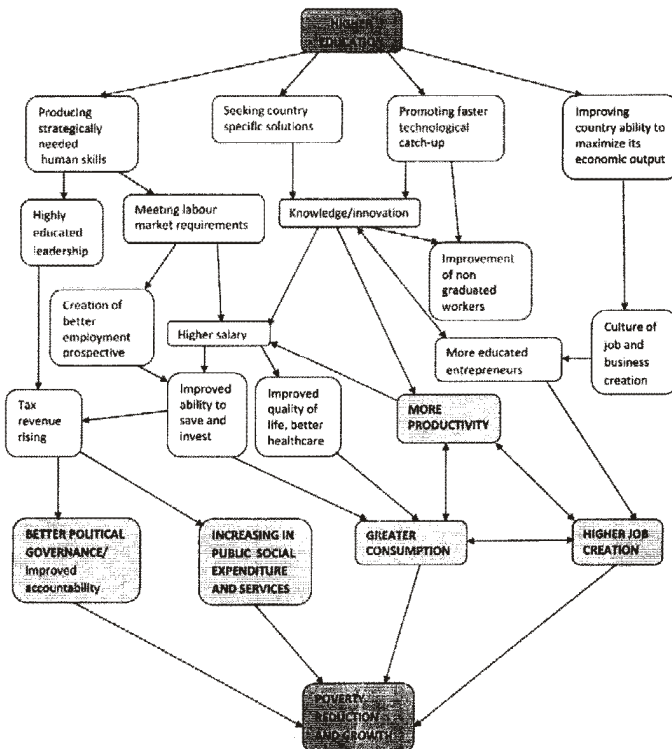 HIGHER
EDUCATION
Producing
strategically
needed
human skills
Seeking country
specific solutions
Promoting faster
technological
catch-up
Improving
country ability to
maximize its
economic output
Highly
educated
leadership
Meeting labour
market requirements
Knowledge/innovation
Improvement
of non
graduated
workers
Creation of
better
employment
prospective
Higher salary
More educated
entrepreneurs
Culture of
job and
business
creation
Tax
revenue
rising
Improved
ability to
save and
invest
Improved
quality of
life, better
healthcare
MORE
PRODUCTIVITY
BETTER POLITICAL
GOVERNANCE/
Improved
accountability
INCREASING IN
PUBLIC SOCIAL
EXPENDITURE
AND SERVICES
GREATER
CONSUMPTION
HIGHER JOB
CREATION
POVERTY
REDUCTION
AND GROWTH